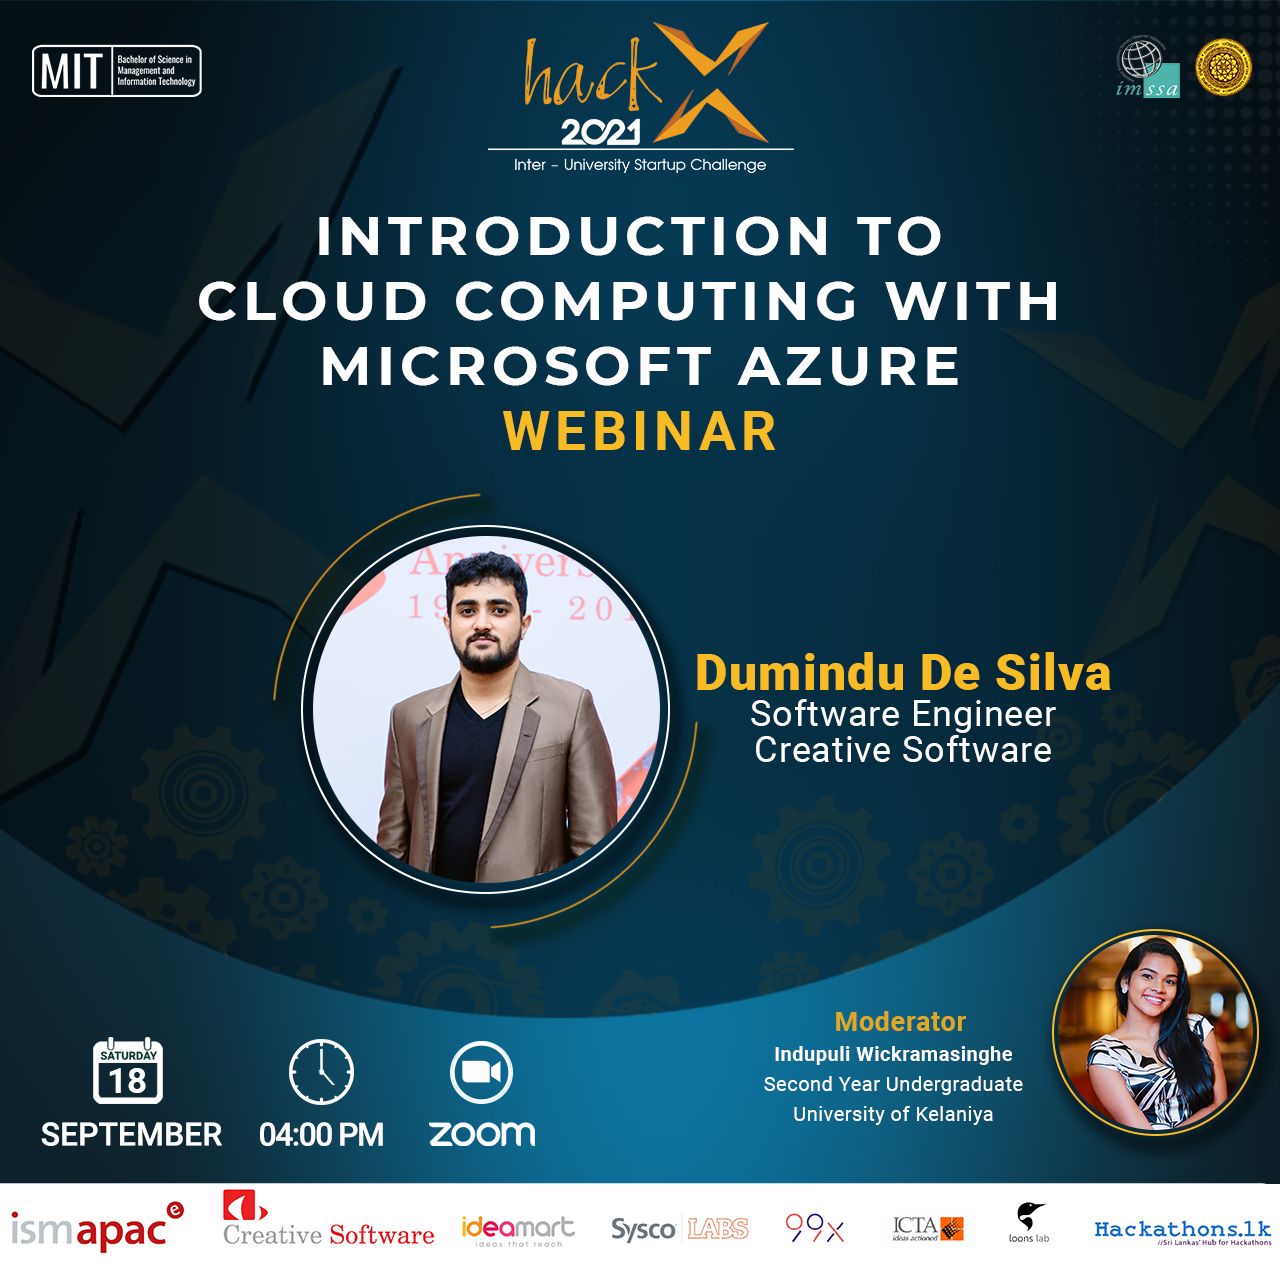 MIT
Bachelor of Science in
Management and
Information Technology
hack X
2021
Inter - University Startup Challenge
imssa
INTRODUCTION TO
CLOUD COMPUTING WITH
MICROSOFT AZURE
WEBINAR
Dumindu De Silva
Software Engineer
Creative Software
Moderator
Indupuli Wickramasinghe
Second Year Undergraduate
University of Kelaniya
SATURDAY
18
SEPTEMBER
04:00 PM
zoom
ismapac e
Creative Software
ideamart
ideas that reach
Sysco LABS
99x
ICTA
ideas actioned
loons lab
Hackathons.lk
//Sri Lankas' Hub for Hackathons